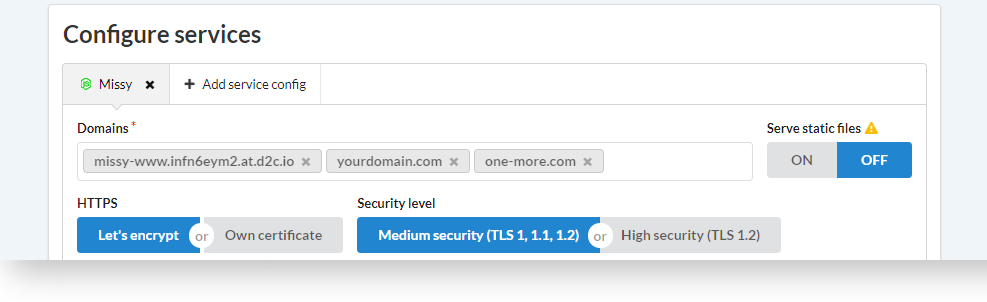 Configure services
Missy ✖ + Add service config
Domains * Serve static files
missy-www.infn6eym2.at.d2c.io ✖ yourdomain.com ✖ one-more.com ✖ ON OFF
HTTPS Security level
Let's encrypt or Own certificate Medium security (TLS 1, 1.1, 1.2) or High security (TLS 1.2)